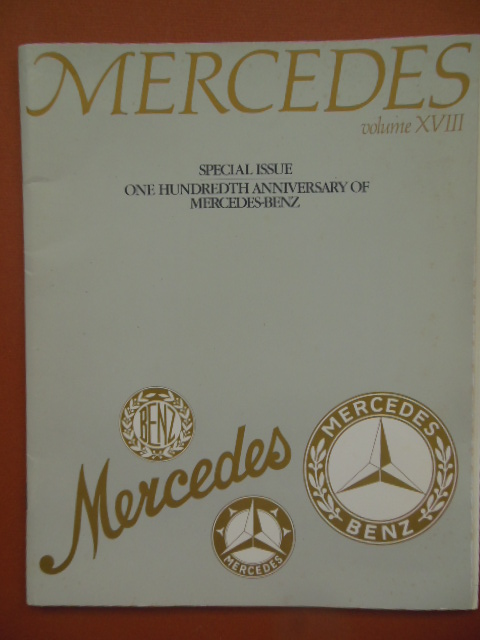 MERCEDES
volume XVIII
SPECIAL ISSUE
ONE HUNDREDTH ANNIVERSARY OF
MERCEDES-BENZ
BENZ
Mercedes
MERCEDES
BENZ
MERCEDES